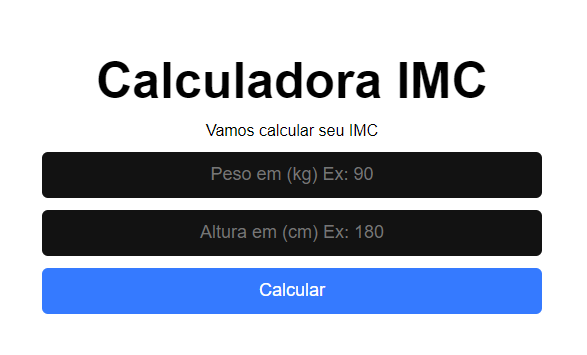 Calculadora IMC
Vamos calcular seu IMC
Peso em (kg) Ex: 90
Altura em (cm) Ex: 180
Calcular